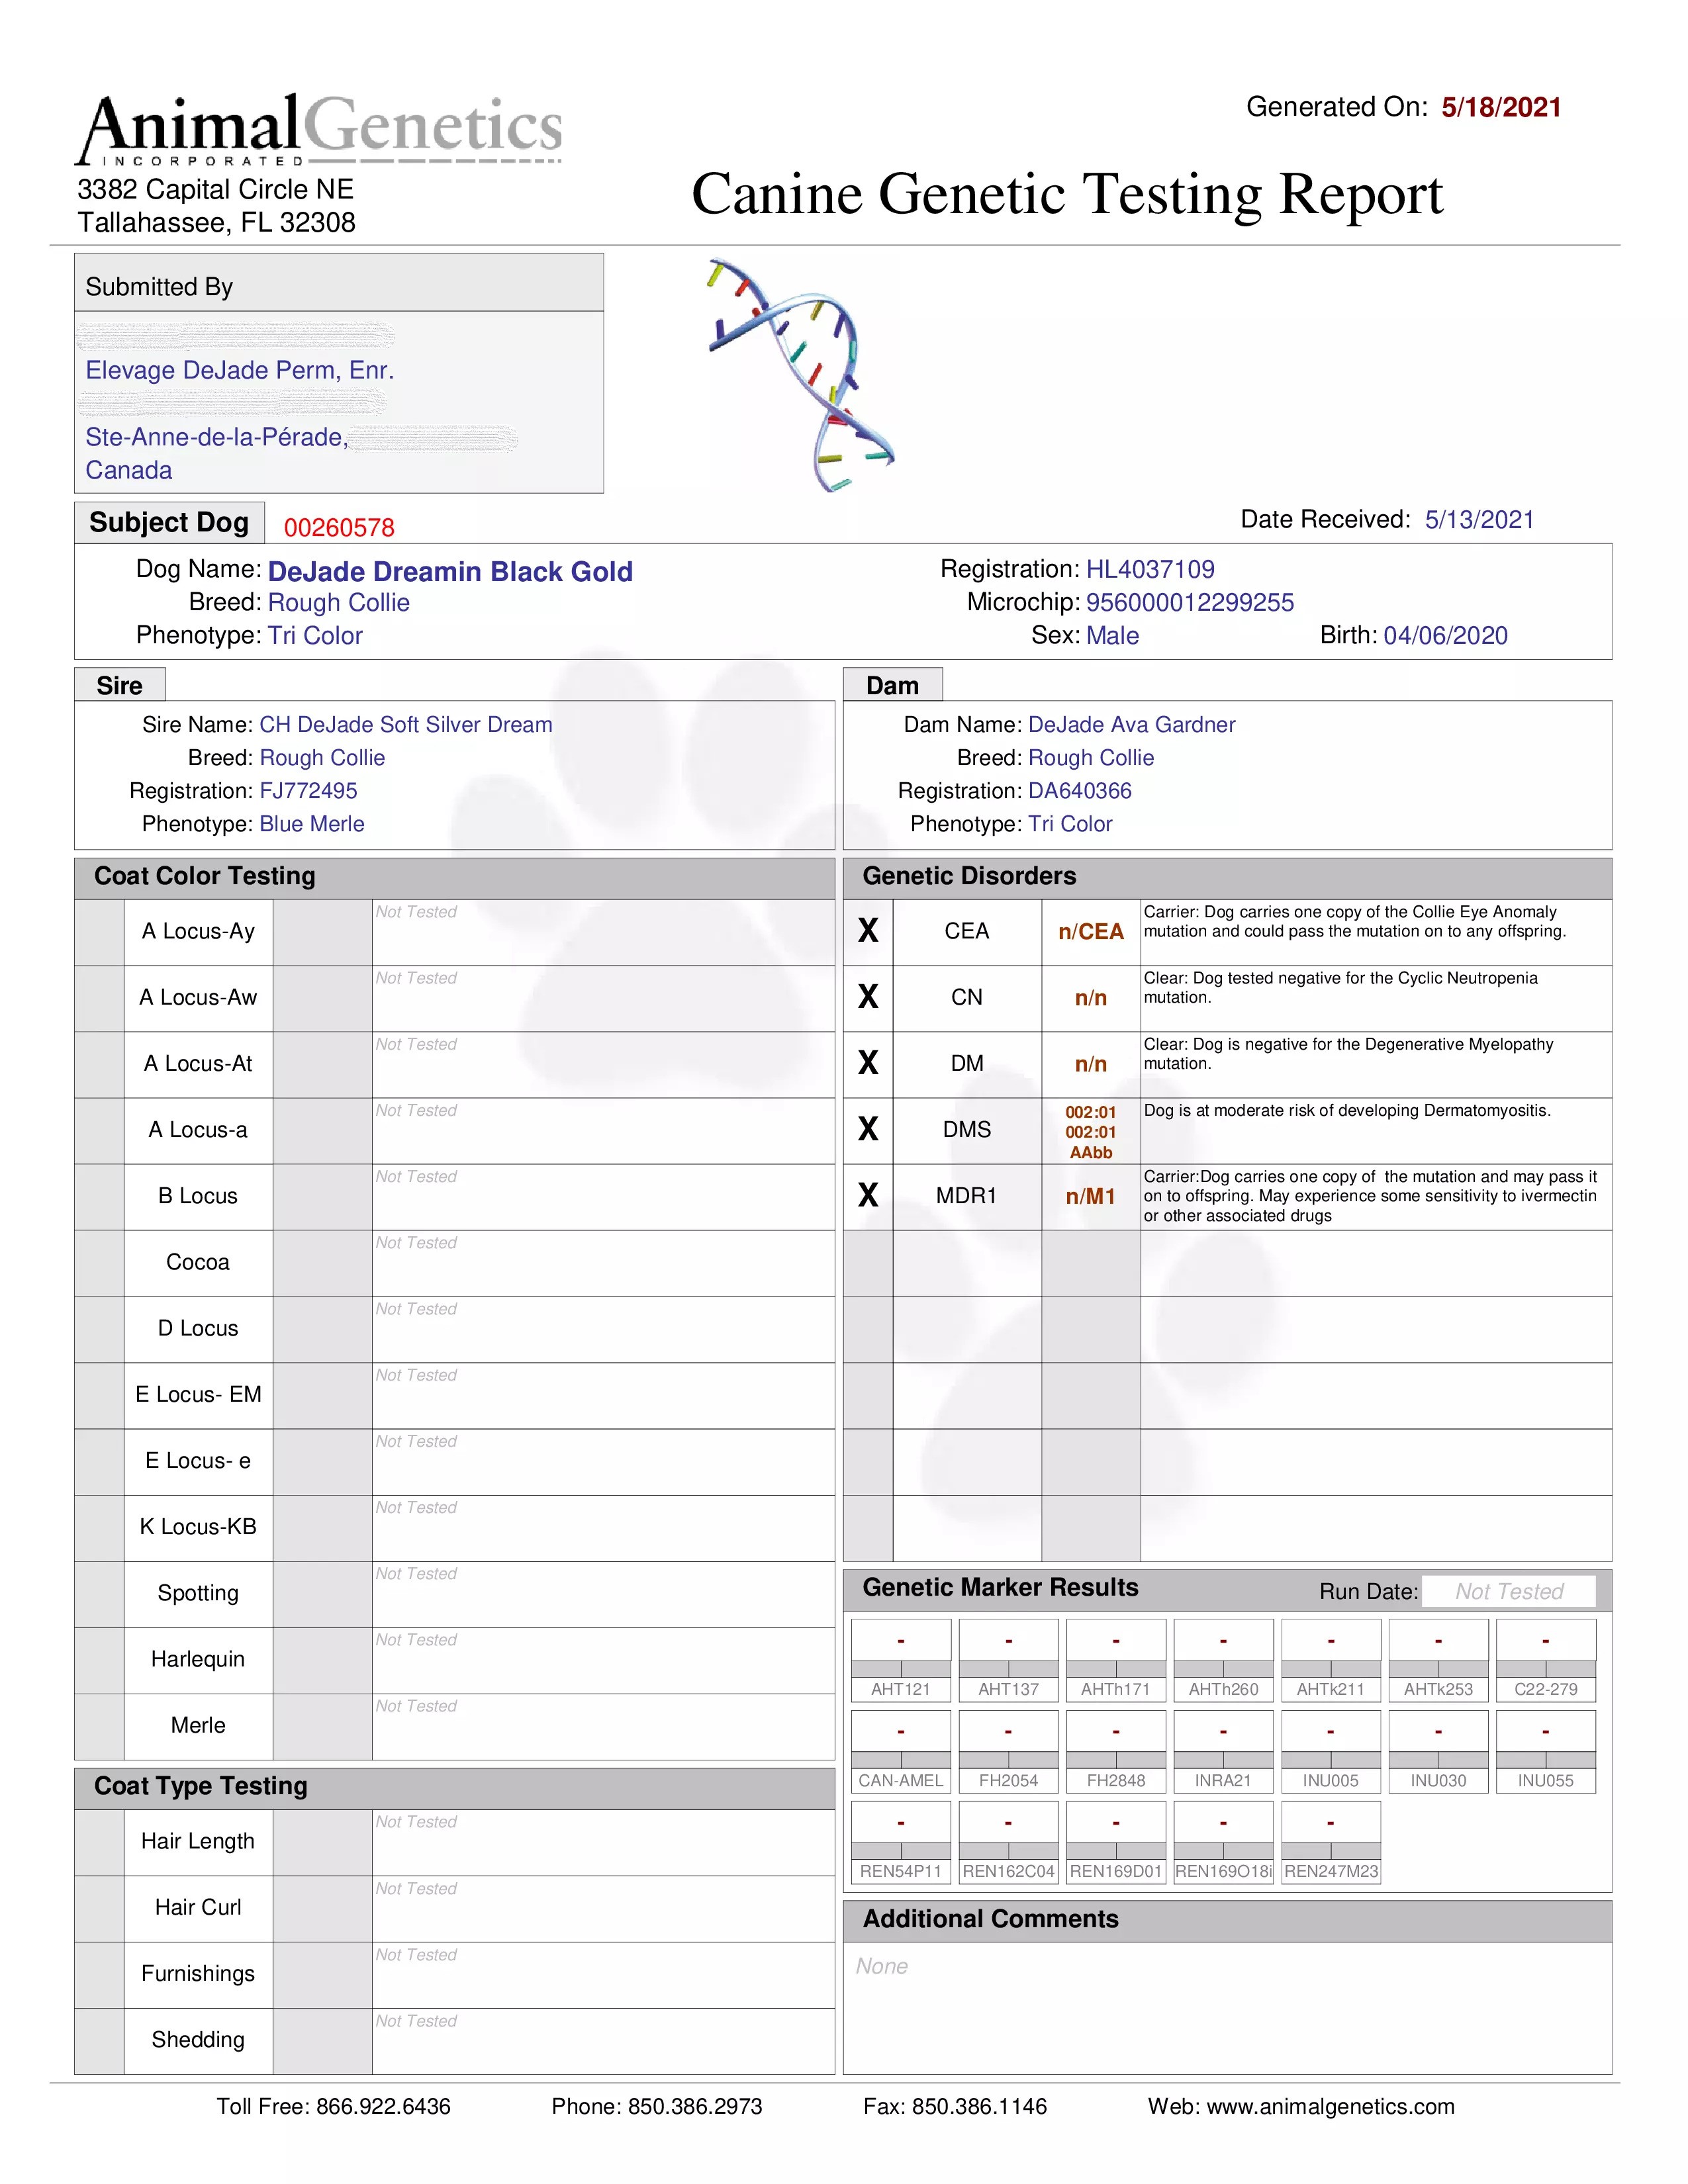 AnimalGenetics
INCORPORATED
3382 Capital Circle NE
Tallahassee, FL 32308
Generated On: 5/18/2021
Canine Genetic Testing Report
Submitted By
Elevage DeJade Perm, Enr.
Ste-Anne-de-la-Pérade,
Canada
Subject Dog 00260578
Date Received: 5/13/2021
Dog Name: DeJade Dreamin Black Gold
Breed: Rough Collie
Phenotype: Tri Color
Registration: HL4037109
Microchip: 956000012299255
Sex: Male Birth: 04/06/2020
Sire
Sire Name: CH DeJade Soft Silver Dream
Breed: Rough Collie
Registration: FJ772495
Phenotype: Blue Merle
Dam
Dam Name: DeJade Ava Gardner
Breed: Rough Collie
Registration: DA640366
Phenotype: Tri Color
Coat Color Testing
A Locus-Ay Not Tested
A Locus-Aw Not Tested
A Locus-At Not Tested
A Locus-a Not Tested
B Locus Not Tested
Cocoa Not Tested
D Locus Not Tested
E Locus- EM Not Tested
E Locus- e Not Tested
K Locus-KB Not Tested
Spotting Not Tested
Harlequin Not Tested
Merle Not Tested
Coat Type Testing
Hair Length Not Tested
Hair Curl Not Tested
Furnishings Not Tested
Shedding Not Tested
Genetic Disorders
X CEA n/CEA Carrier: Dog carries one copy of the Collie Eye Anomaly
mutation and could pass the mutation on to any offspring.
X CN n/n Clear: Dog tested negative for the Cyclic Neutropenia
mutation.
X DM n/n Clear: Dog is negative for the Degenerative Myelopathy
mutation.
X DMS 002:01 Dog is at moderate risk of developing Dermatomyositis.
002:01
AAbb
X MDR1 n/M1 Carrier:Dog carries one copy of the mutation and may pass it
on to offspring. May experience some sensitivity to ivermectin
or other associated drugs
Genetic Marker Results Run Date: Not Tested
- - - - - - -
AHT121 AHT137 AHTh171 AHTh260 AHTk211 AHTk253 C22-279
- - - - - - -
CAN-AMEL FH2054 FH2848 INRA21 INU005 INU030 INU055
- - - - -
REN54P11 REN162C04 REN169D01 REN169O18i REN247M23
Additional Comments
None
Toll Free: 866.922.6436 Phone: 850.386.2973 Fax: 850.386.1146 Web: www.animalgenetics.com